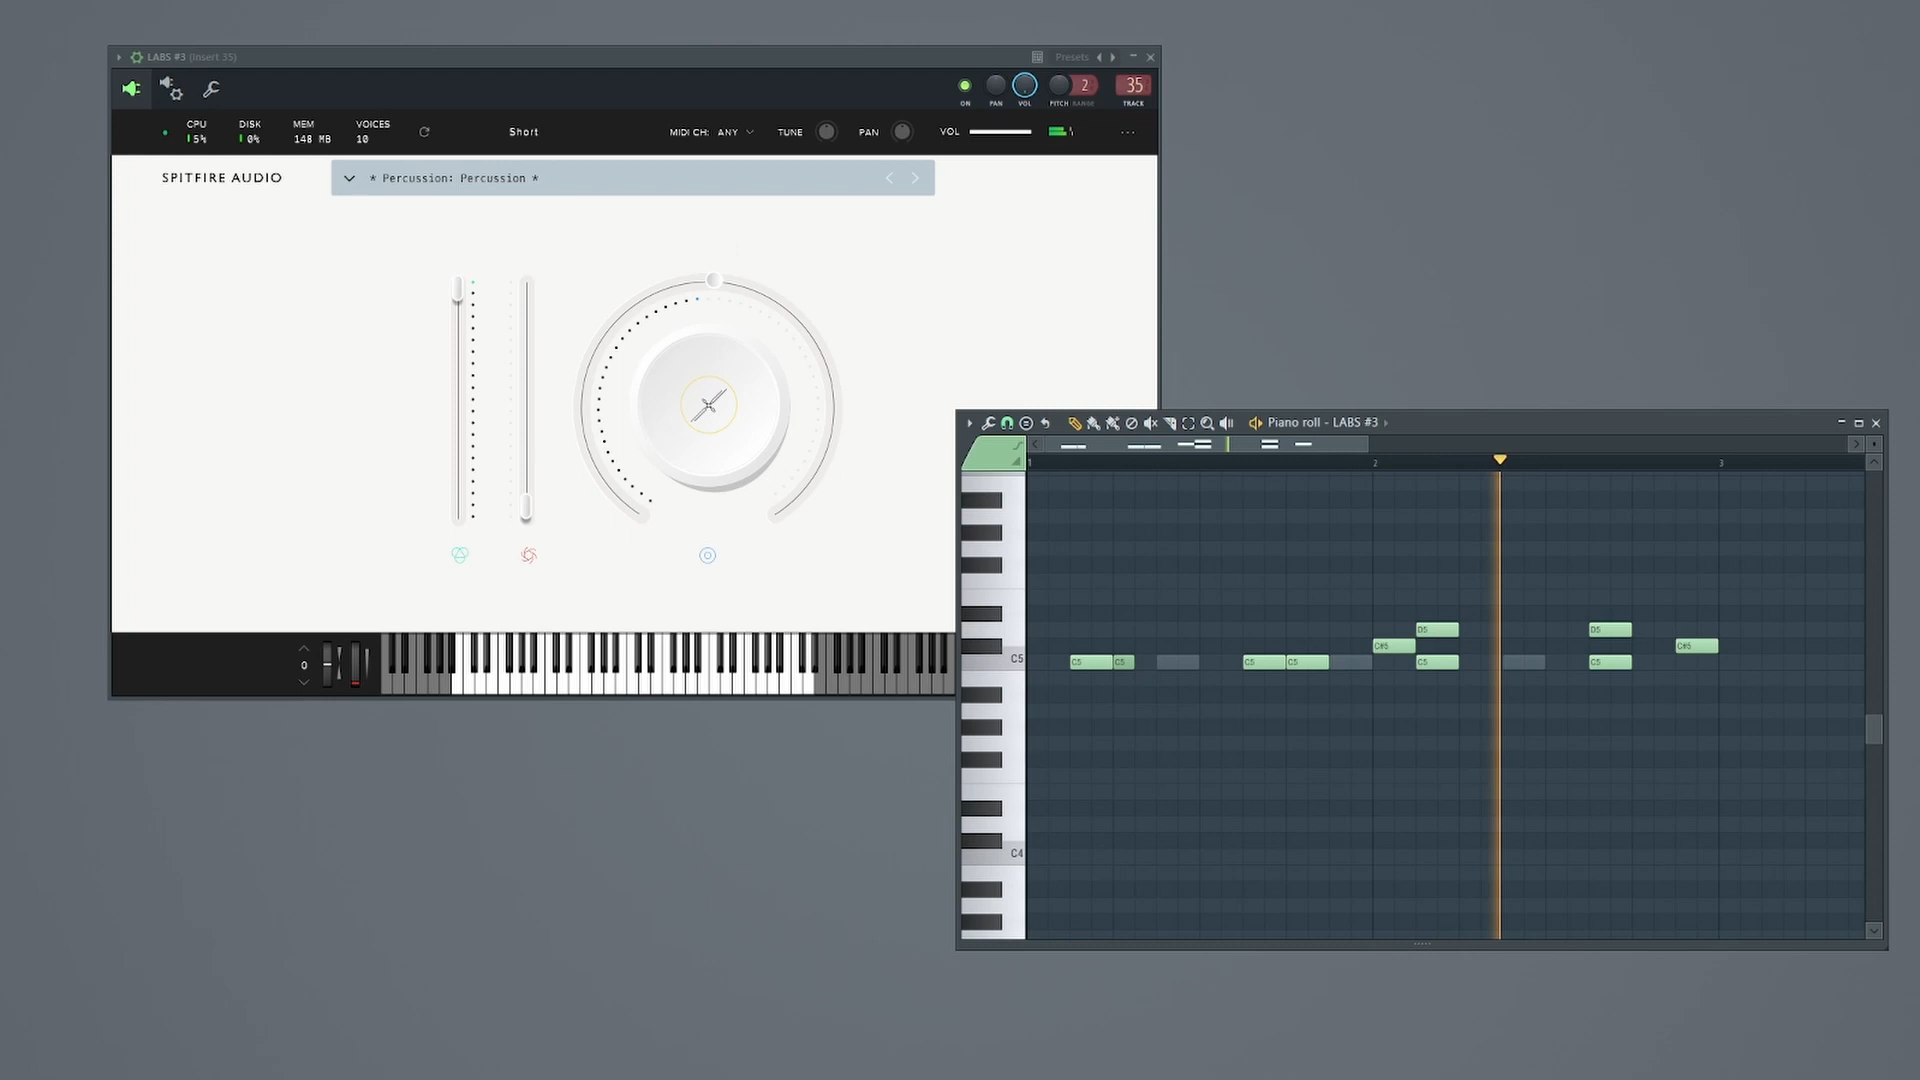 LABS #3 (Insert 35)
Presets
ON PAN VOL PITCH RANGE 2 35 TRACK
CPU DISK MEM VOICES
5% 0% 148 MB 10
Short
MIDI CH: ANY TUNE PAN VOL
SPITFIRE AUDIO
* Percussion: Percussion *
0
Piano roll - LABS #3
1 2 3
D5 D5
C#5 C#5
C5 C5 C5 C5 C5 C5 C5
C4